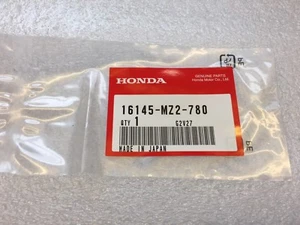 HONDA
GENUINE PARTS
Honda Motor Co., Ltd.
16145-MZ2-780
QTY 1 G2V27
MADE IN JAPAN